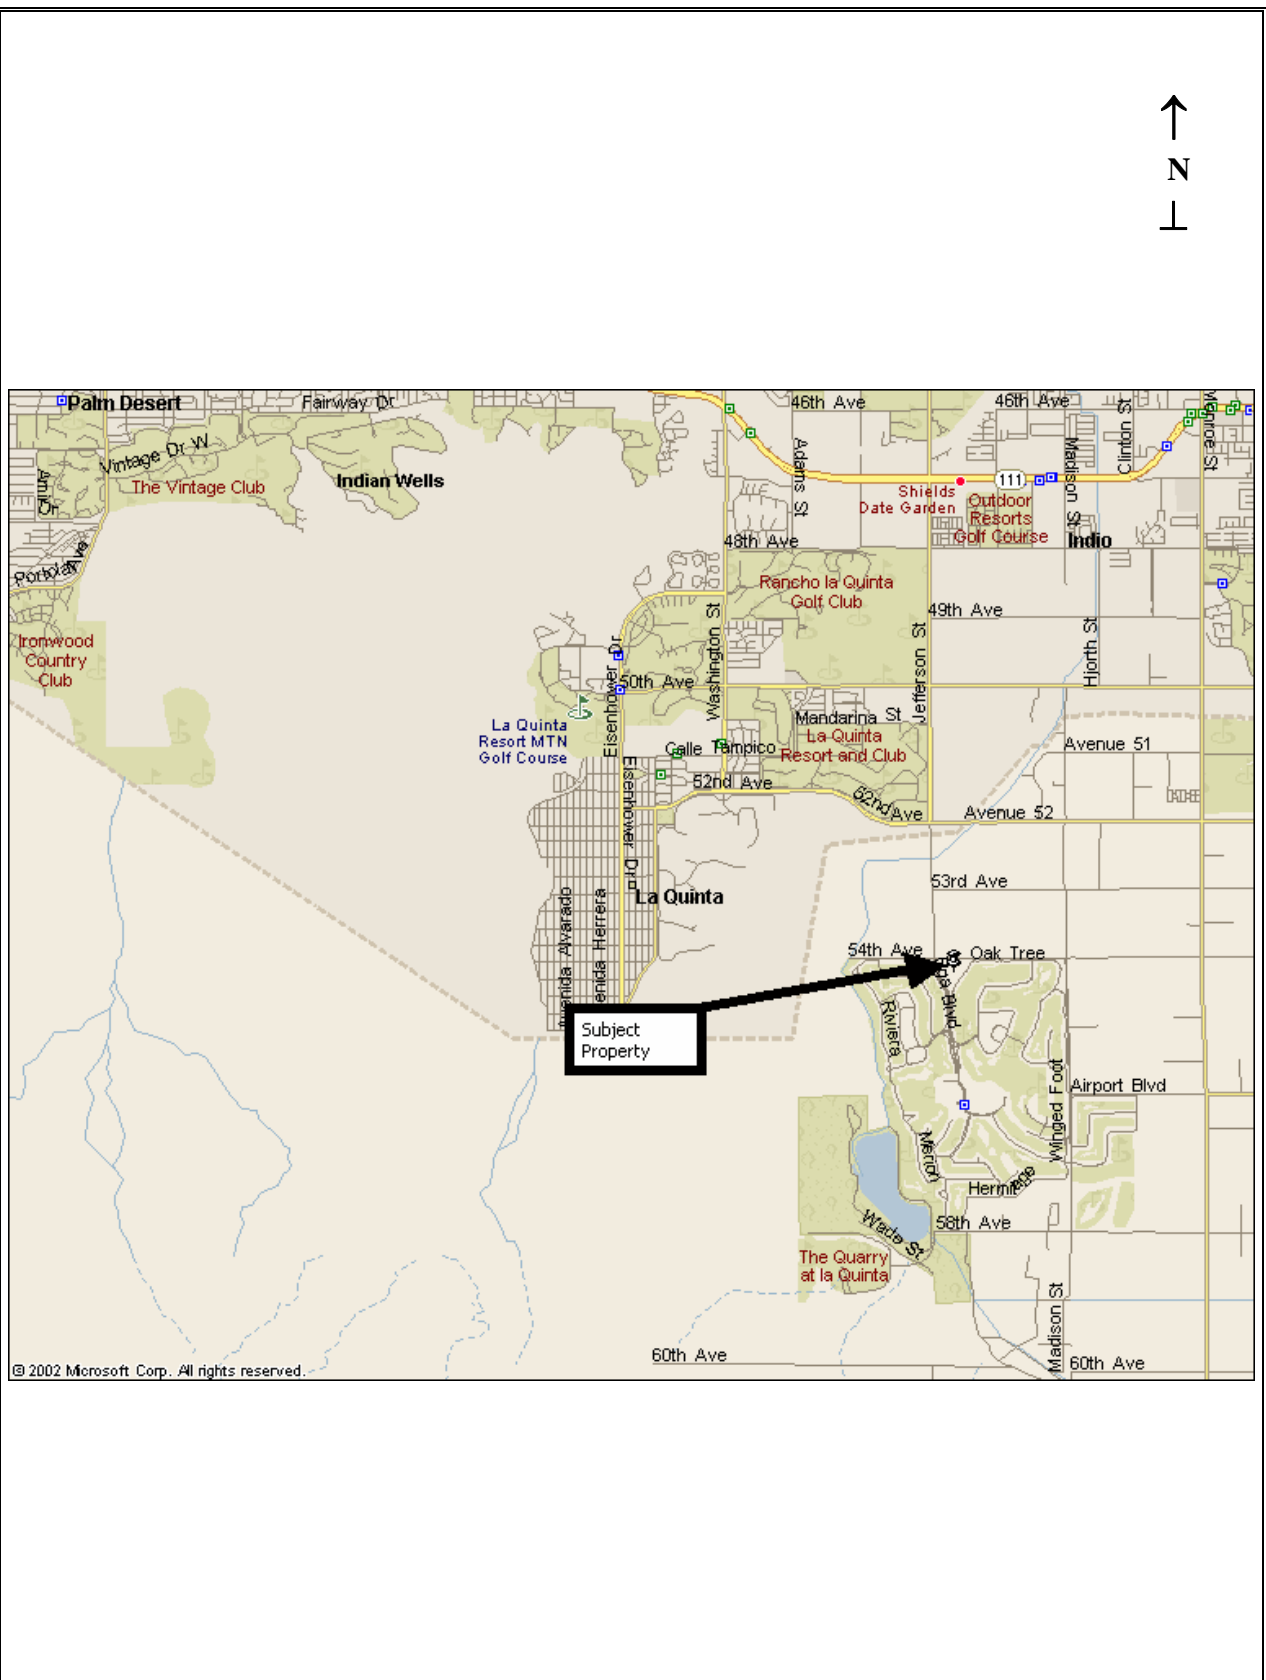 N
Palm Desert
Fairway Dr
46th Ave
46th Ave
Clinton St
Monroe St
Vintage Dr W
The Vintage Club
Indian Wells
Adams St
Madison St
111
Shields
Date Garden
Outdoor
Resorts
Golf Course
Indio
Portola Ave
48th Ave
Rancho la Quinta
Golf Club
49th Ave
Ironwood
Country
Club
Eisenhower Dr
Washington St
Jefferson St
Hjorth St
50th Ave
La Quinta
Resort MTN
Golf Course
Mandarina St
La Quinta
Resort and Club
Calle Tampico
Avenue 51
Eisenhower Dr
52nd Ave
52nd Ave
Avenue 52
53rd Ave
La Quinta
Alvarado
Herrera
54th Ave
Oak Tree
Blvd
Riviera
Subject
Property
Winged Foot
Airport Blvd
Merion
Hermitage
Wade St
58th Ave
The Quarry
at la Quinta
Madison St
60th Ave
60th Ave
© 2002 Microsoft Corp. All rights reserved.